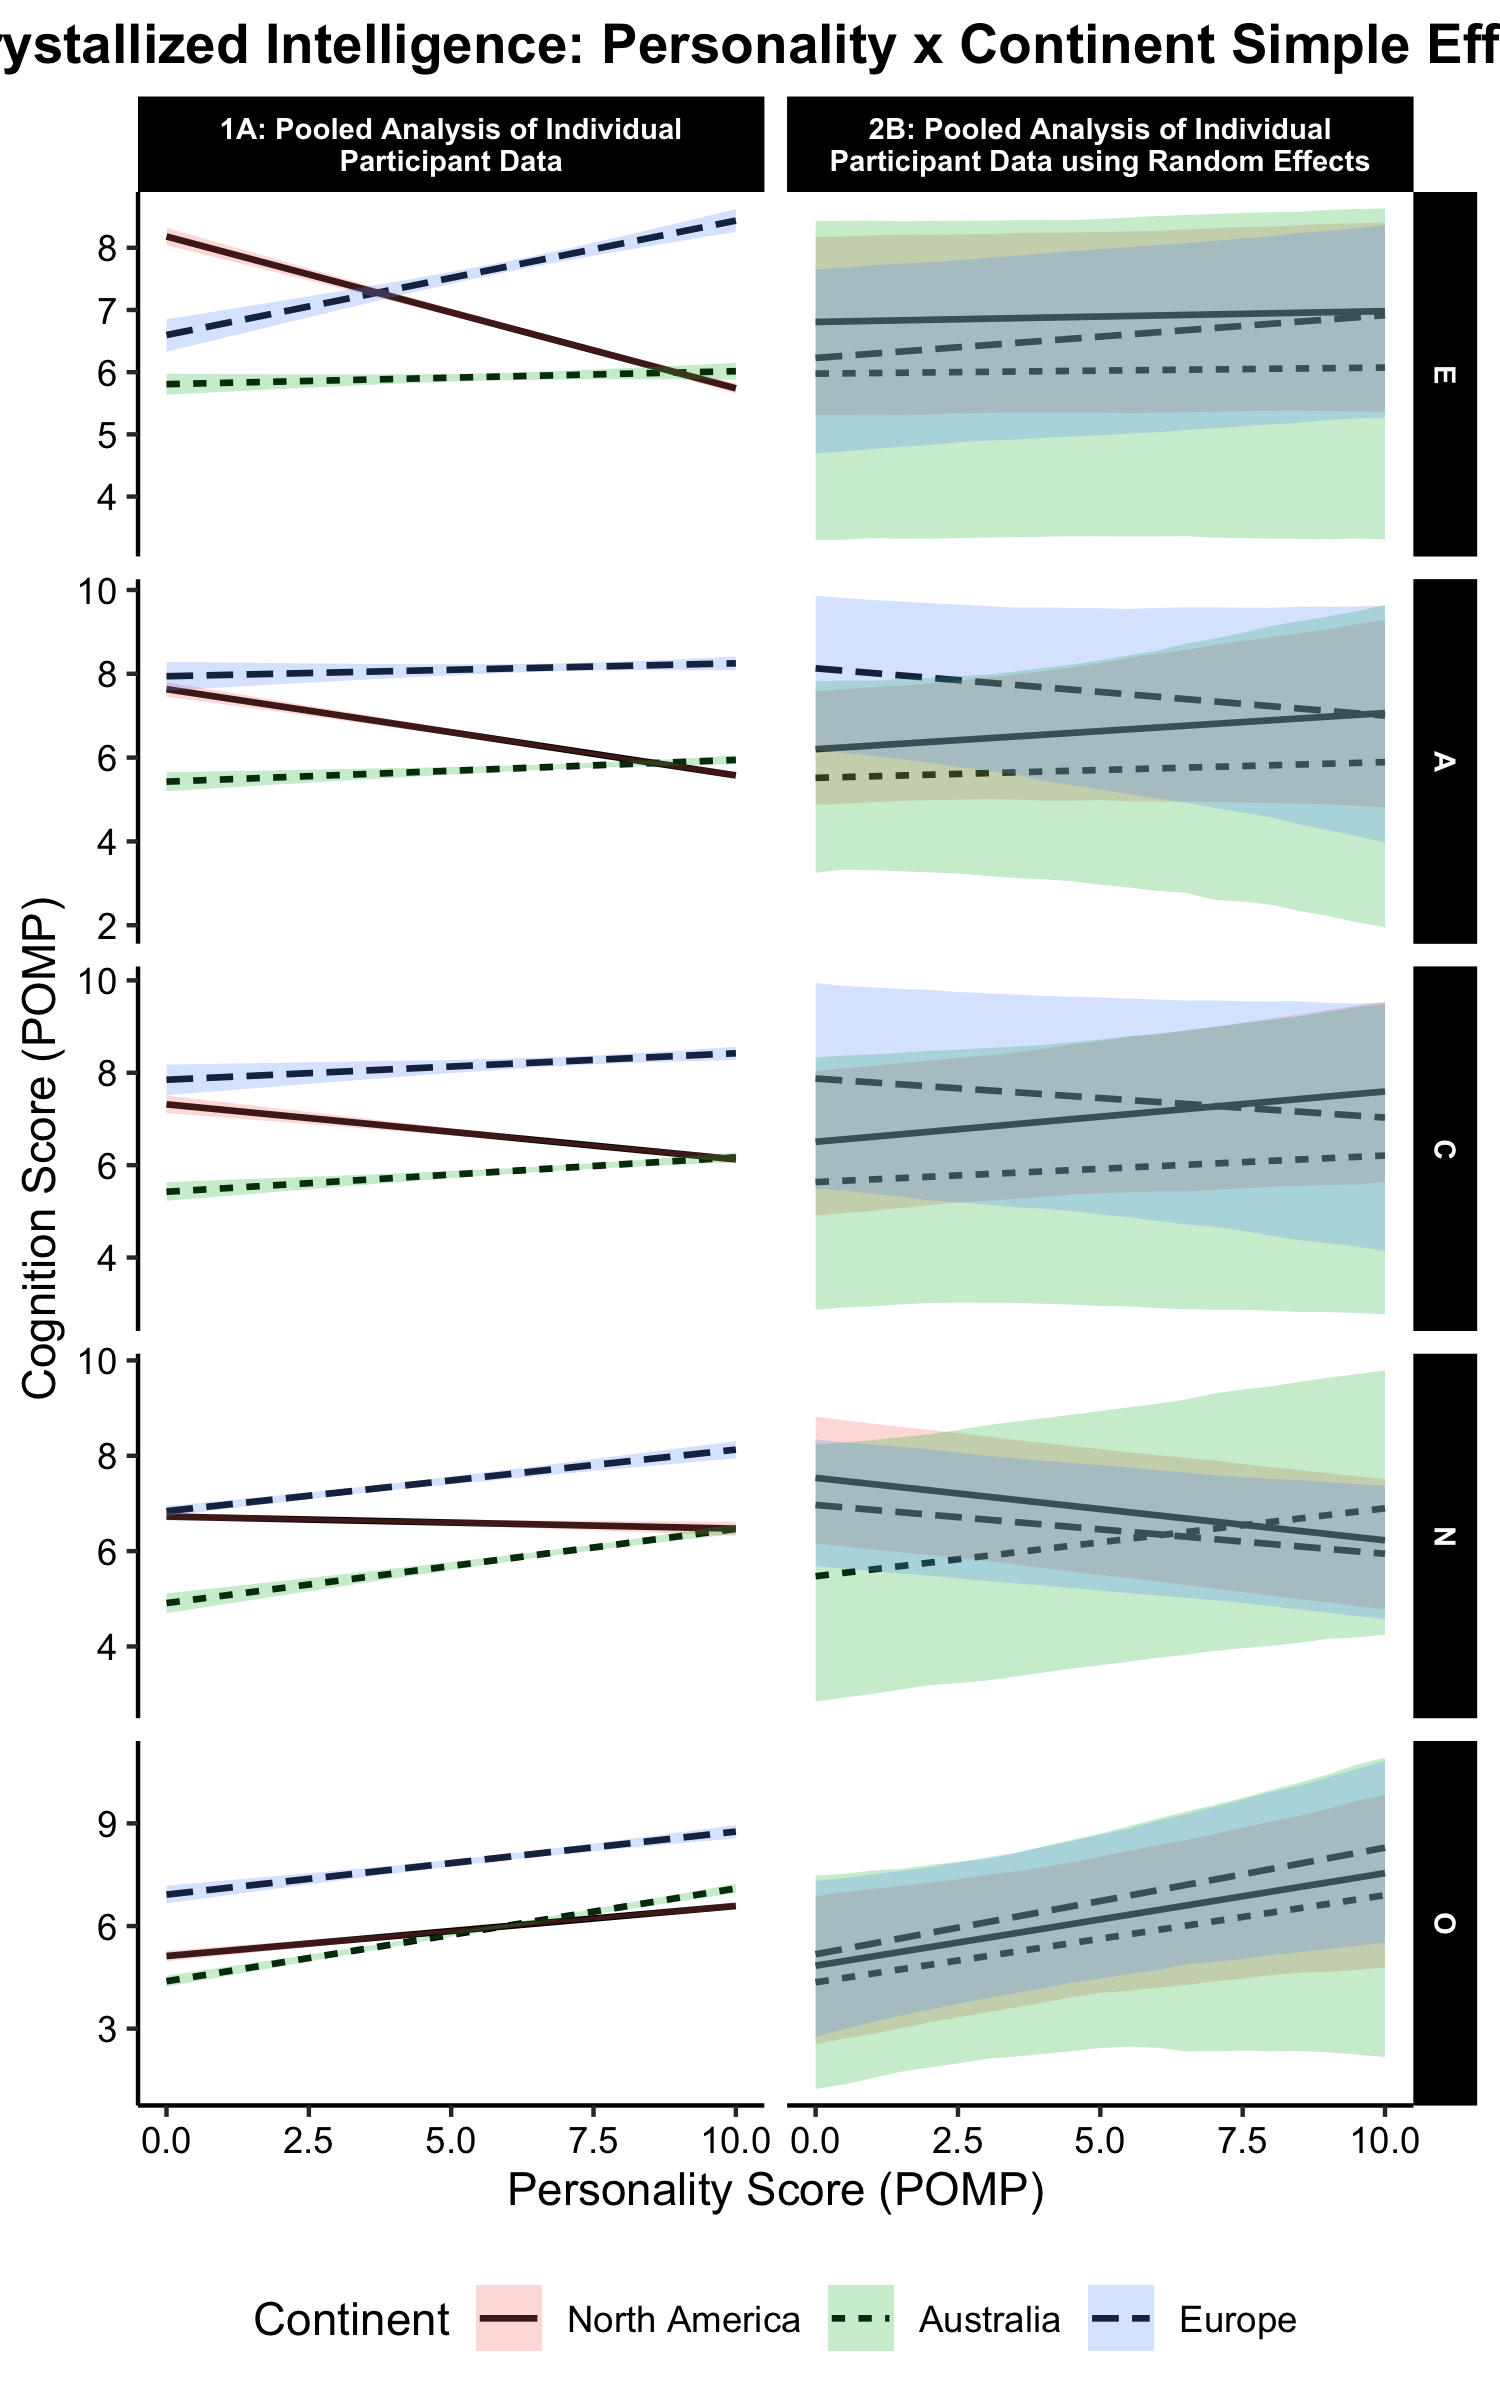 rystallized Intelligence: Personality x Continent Simple Eff
1A: Pooled Analysis of Individual
Participant Data
2B: Pooled Analysis of Individual
Participant Data using Random Effects
8
7
6
5
4
E
10
8
6
4
2
A
10
8
6
4
C
10
8
6
4
N
9
6
3
O
Cognition Score (POMP)
0.0 2.5 5.0 7.5 10.0 0.0 2.5 5.0 7.5 10.0
Personality Score (POMP)
Continent North America Australia Europe